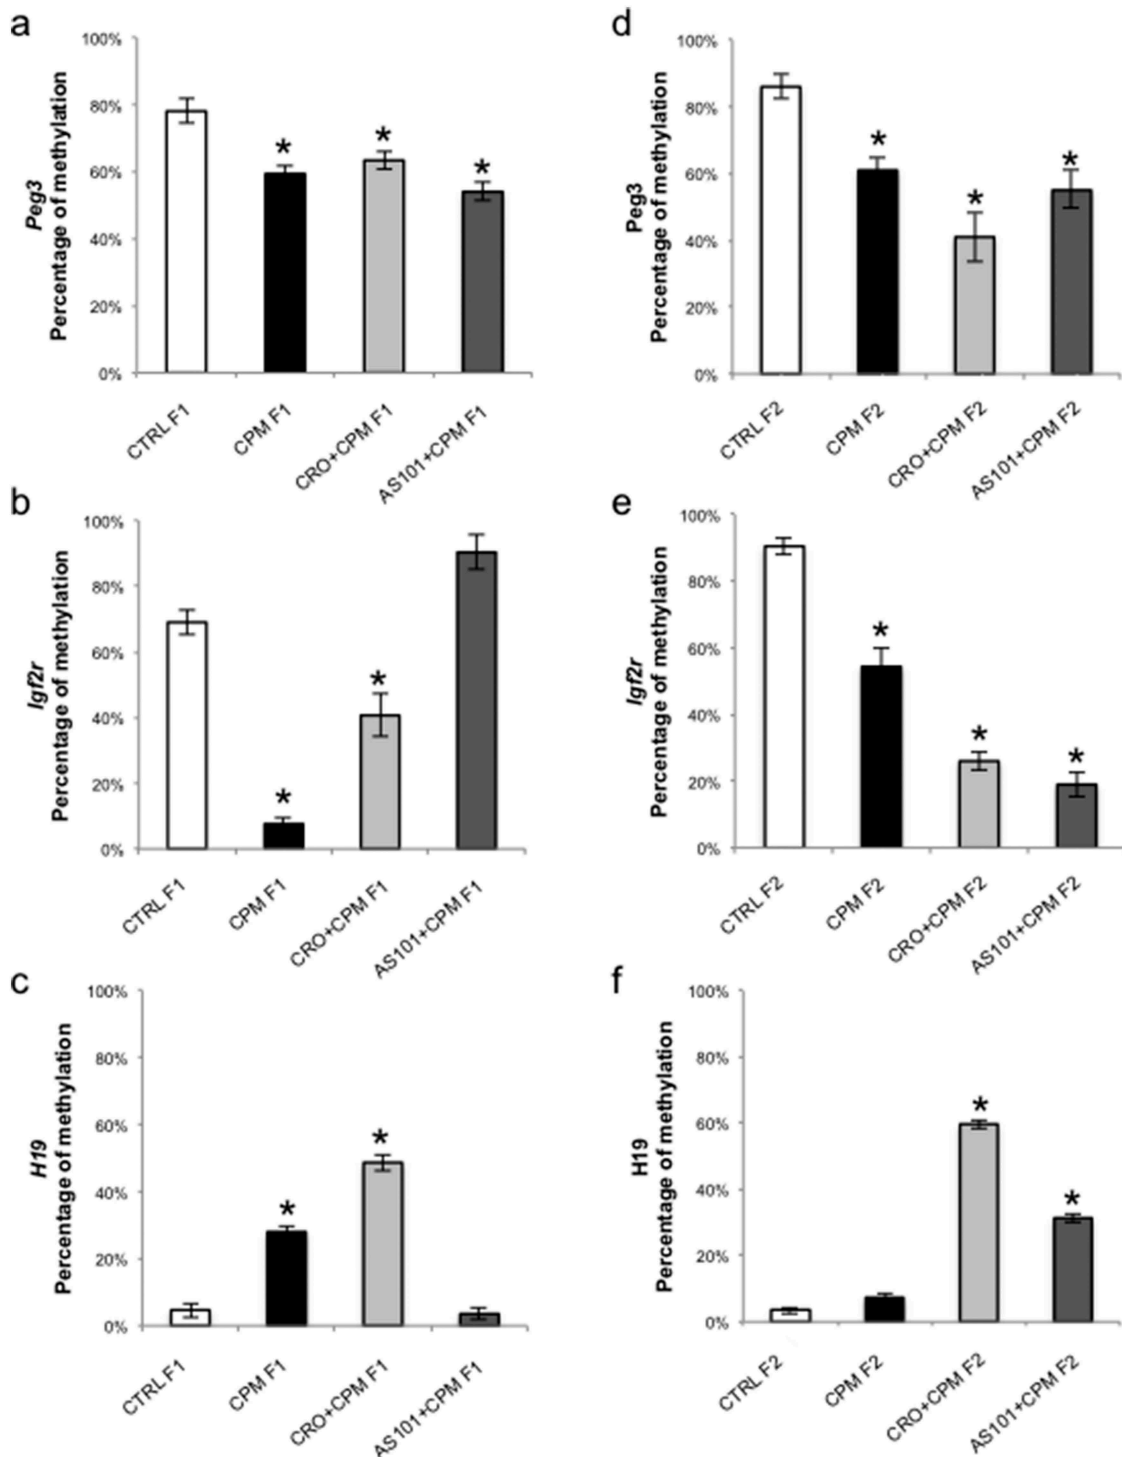 a
Peg3
Percentage of methylation
100%
80%
60%
40%
20%
0%
*
*
*
CTRL F1
CPM F1
CRO+CPM F1
AS101+CPM F1
d
Peg3
Percentage of methylation
100%
80%
60%
40%
20%
0%
*
*
*
CTRL F2
CPM F2
CRO+CPM F2
AS101+CPM F2
b
Igf2r
Percentage of methylation
100%
80%
60%
40%
20%
0%
*
*
CTRL F1
CPM F1
CRO+CPM F1
AS101+CPM F1
e
Igf2r
Percentage of methylation
100%
80%
60%
40%
20%
0%
*
*
*
CTRL F2
CPM F2
CRO+CPM F2
AS101+CPM F2
c
H19
Percentage of methylation
100%
80%
60%
40%
20%
0%
*
*
CTRL F1
CPM F1
CRO+CPM F1
AS101+CPM F1
f
H19
Percentage of methylation
100%
80%
60%
40%
20%
0%
*
*
CTRL F2
CPM F2
CRO+CPM F2
AS101+CPM F2